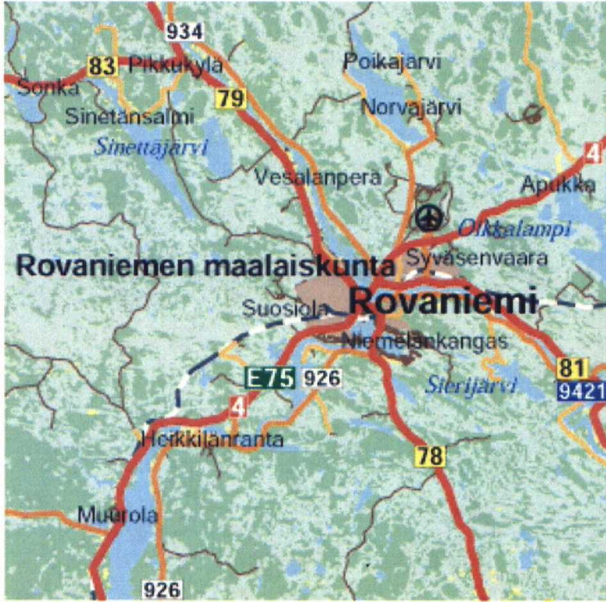 934
83
Pikkukylä
Poikajärvi
Sonka
79
Norvajärvi
Sinetänsalmi
Sinettäjärvi
4
Vesalanperä
Apukka
Olkkalampi
Syväsenvaara
Rovaniemen maalaiskunta
Suosiola
Rovaniemi
Niemelänkangas
E75
926
81
Sierijärvi
9421
4
Heikkilänranta
78
Muurola
926